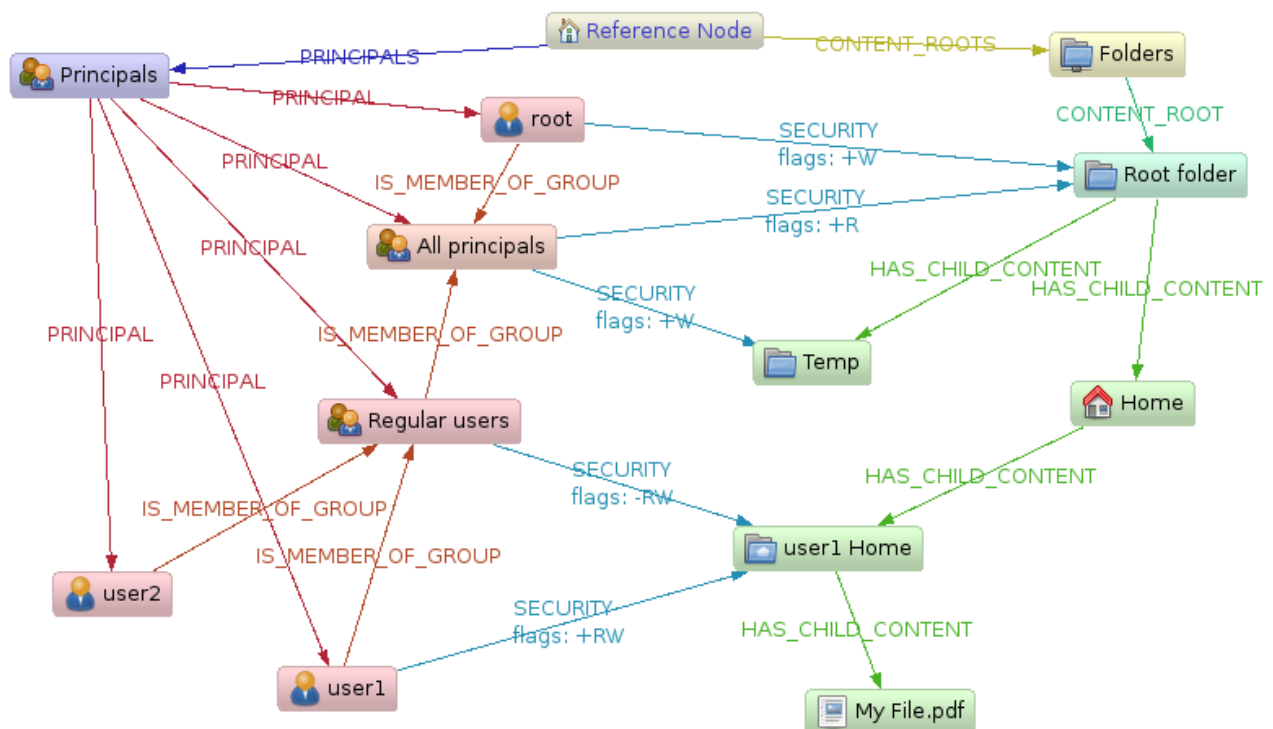 Reference Node
PRINCIPALS
CONTENT_ROOTS
Folders
Principals
PRINCIPAL
root
CONTENT_ROOT
SECURITY
flags: +W
PRINCIPAL
IS_MEMBER_OF_GROUP
Root folder
SECURITY
flags: +R
PRINCIPAL
All principals
HAS_CHILD_CONTENT
HAS_CHILD_CONTENT
SECURITY
flags: +W
PRINCIPAL
IS_MEMBER_OF_GROUP
Temp
PRINCIPAL
Home
Regular users
SECURITY
flags: -RW
HAS_CHILD_CONTENT
IS_MEMBER_OF_GROUP
IS_MEMBER_OF_GROUP
user1 Home
user2
SECURITY
flags: +RW
HAS_CHILD_CONTENT
user1
My File.pdf